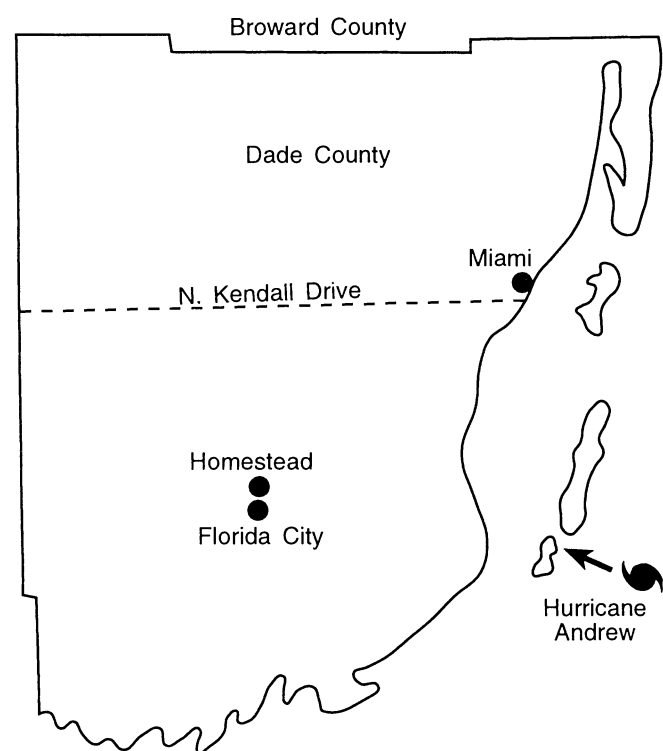 Broward County
Dade County
Miami
N. Kendall Drive
Homestead
Florida City
Hurricane
Andrew